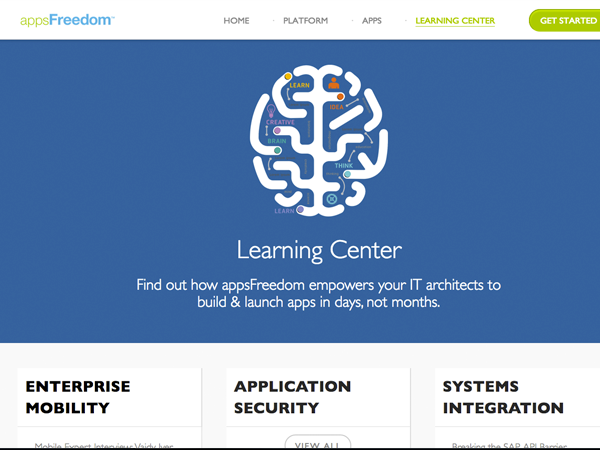 appsFreedom™
HOME
PLATFORM
APPS
LEARNING CENTER
GET STARTED
LEARN
IDEA
CREATIVE
BRAIN
THINK
LEARN
Learning Center
Find out how appsFreedom empowers your IT architects to
build & launch apps in days, not months.
ENTERPRISE
MOBILITY
APPLICATION
SECURITY
SYSTEMS
INTEGRATION
Mobile Expert Interview: Vaidy Iyer
VIEW ALL
Breaking the SAP API Barrier